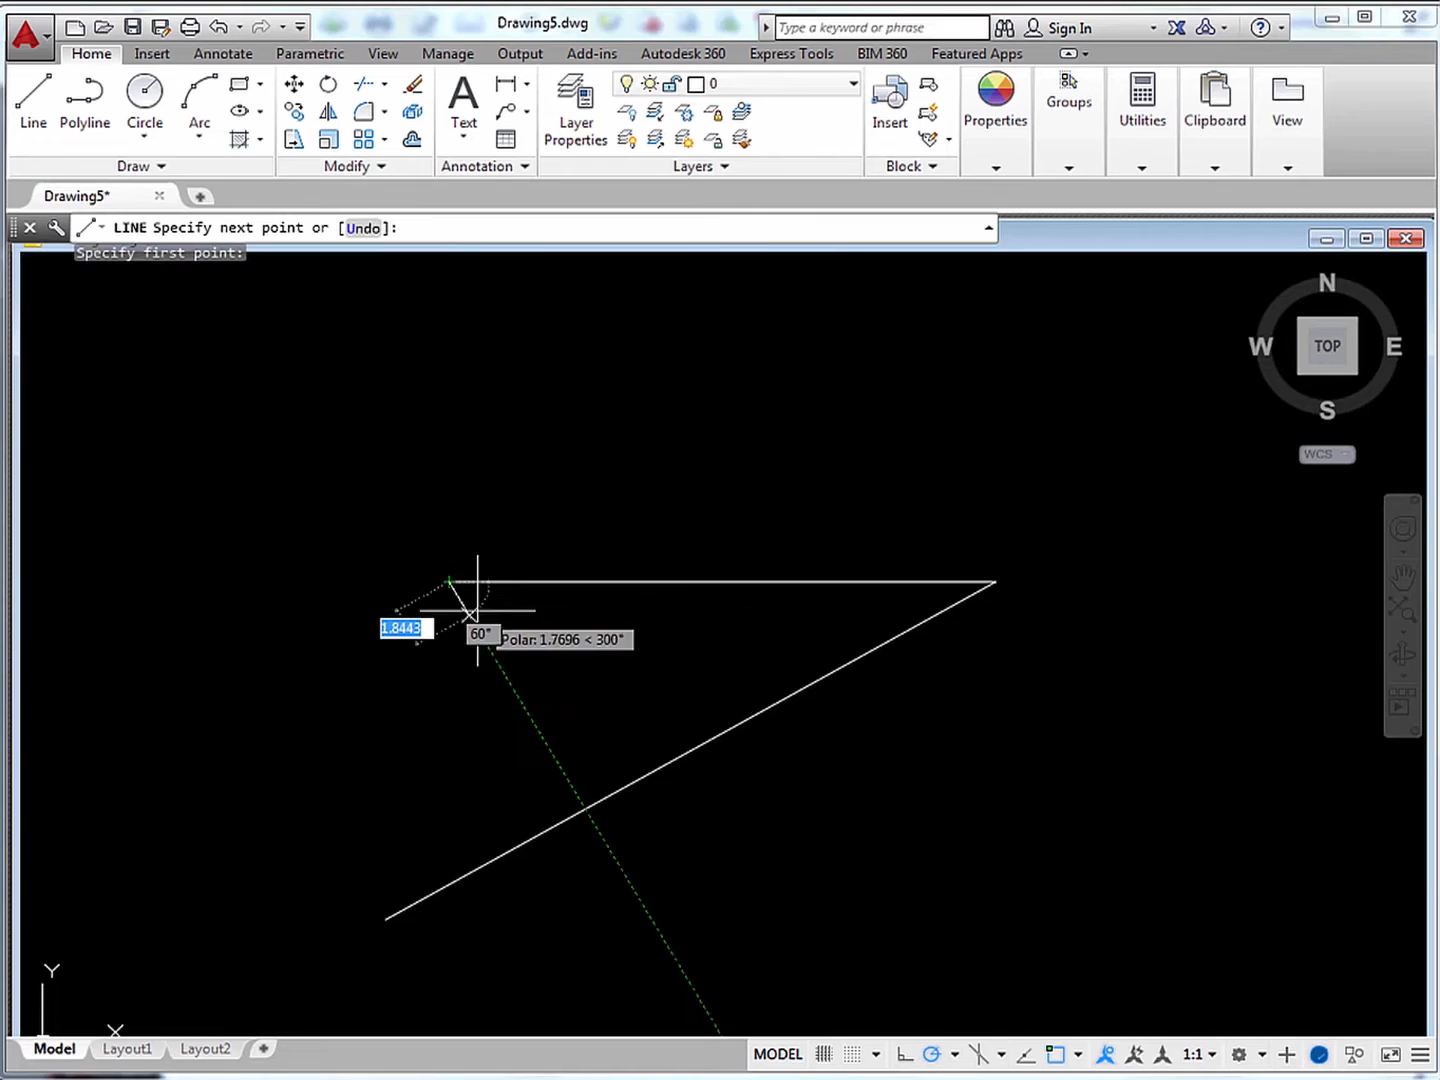 Drawing5.dwg
Type a keyword or phrase
Sign In
Home Insert Annotate Parametric View Manage Output Add-ins Autodesk 360 Express Tools BIM 360 Featured Apps
Line Polyline Circle Arc
A
Text
Layer Properties
0
Insert
Properties
Groups
Utilities
Clipboard
View
Draw Modify Annotation Layers Block
Drawing5*
LINE Specify next point or [Undo]:
Specify first point:
N
W TOP E
S
WCS
1.8443
60°
Polar: 1.7696 < 300°
Y
X
Model Layout1 Layout2
MODEL 1:1